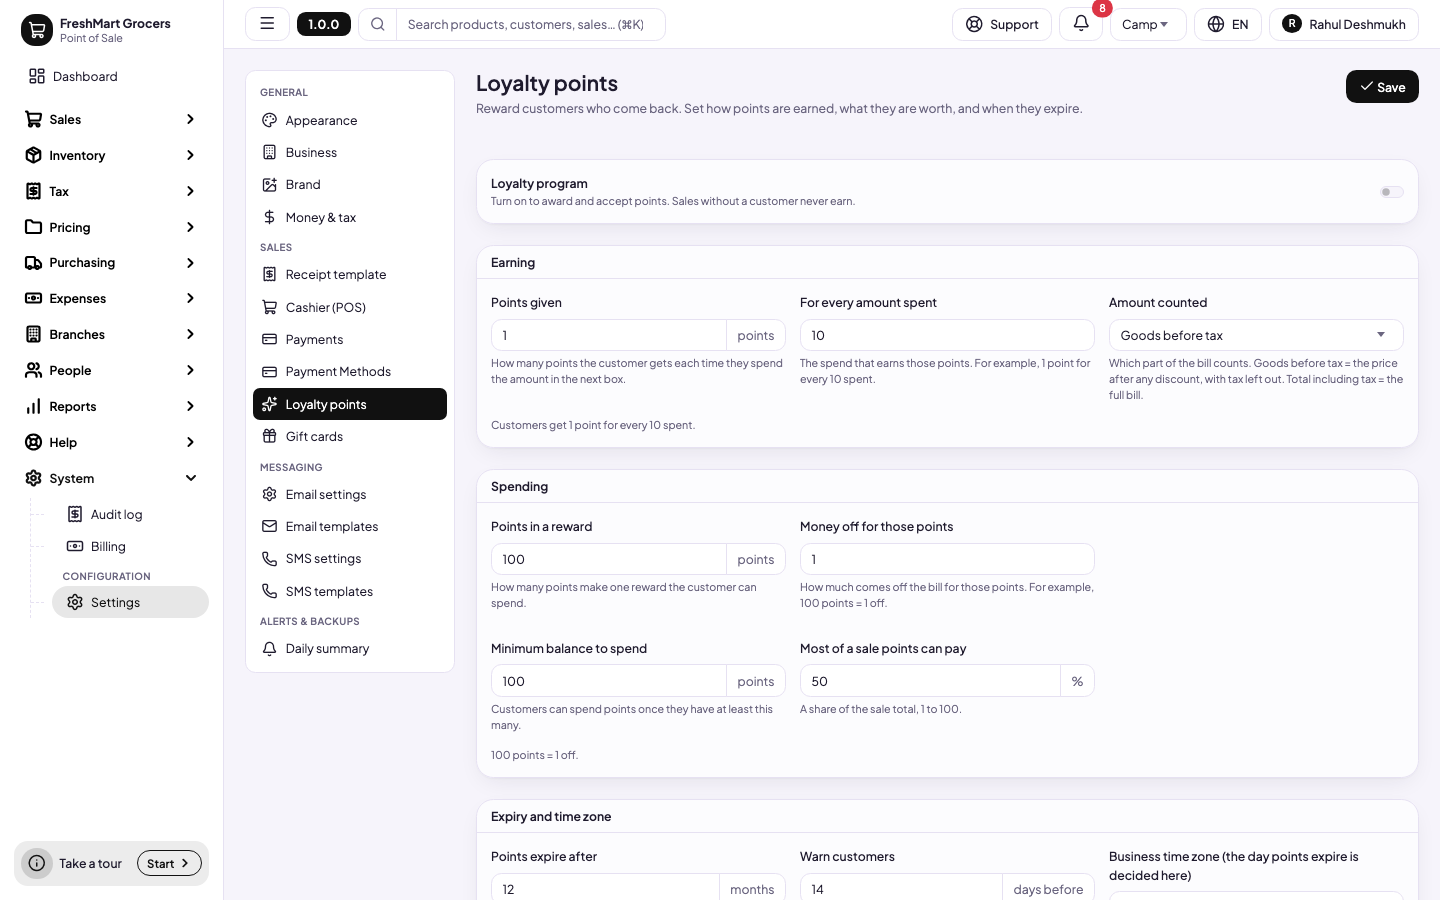 FreshMart Grocers
Point of Sale
1.0.0
Search products, customers, sales... (⌘K)
Support
8
Camp
EN
R
Rahul Deshmukh
Dashboard
Sales
Inventory
Tax
Pricing
Purchasing
Expenses
Branches
People
Reports
Help
System
Audit log
Billing
CONFIGURATION
Settings
Take a tour
Start
GENERAL
Appearance
Business
Brand
Money & tax
SALES
Receipt template
Cashier (POS)
Payments
Payment Methods
Loyalty points
Gift cards
MESSAGING
Email settings
Email templates
SMS settings
SMS templates
ALERTS & BACKUPS
Daily summary
Loyalty points
Reward customers who come back. Set how points are earned, what they are worth, and when they expire.
Save
Loyalty program
Turn on to award and accept points. Sales without a customer never earn.
Earning
Points given
1 points
How many points the customer gets each time they spend
the amount in the next box.
For every amount spent
10
The spend that earns those points. For example, 1 point for
every 10 spent.
Amount counted
Goods before tax
Which part of the bill counts. Goods before tax = the price
after any discount, with tax left out. Total including tax = the
full bill.
Customers get 1 point for every 10 spent.
Spending
Points in a reward
100 points
How many points make one reward the customer can
spend.
Money off for those points
1
How much comes off the bill for those points. For example,
100 points = 1 off.
Minimum balance to spend
100 points
Customers can spend points once they have at least this
many.
Most of a sale points can pay
50 %
A share of the sale total, 1 to 100.
100 points = 1 off.
Expiry and time zone
Points expire after
12 months
Warn customers
14 days before
Business time zone (the day points expire is
decided here)